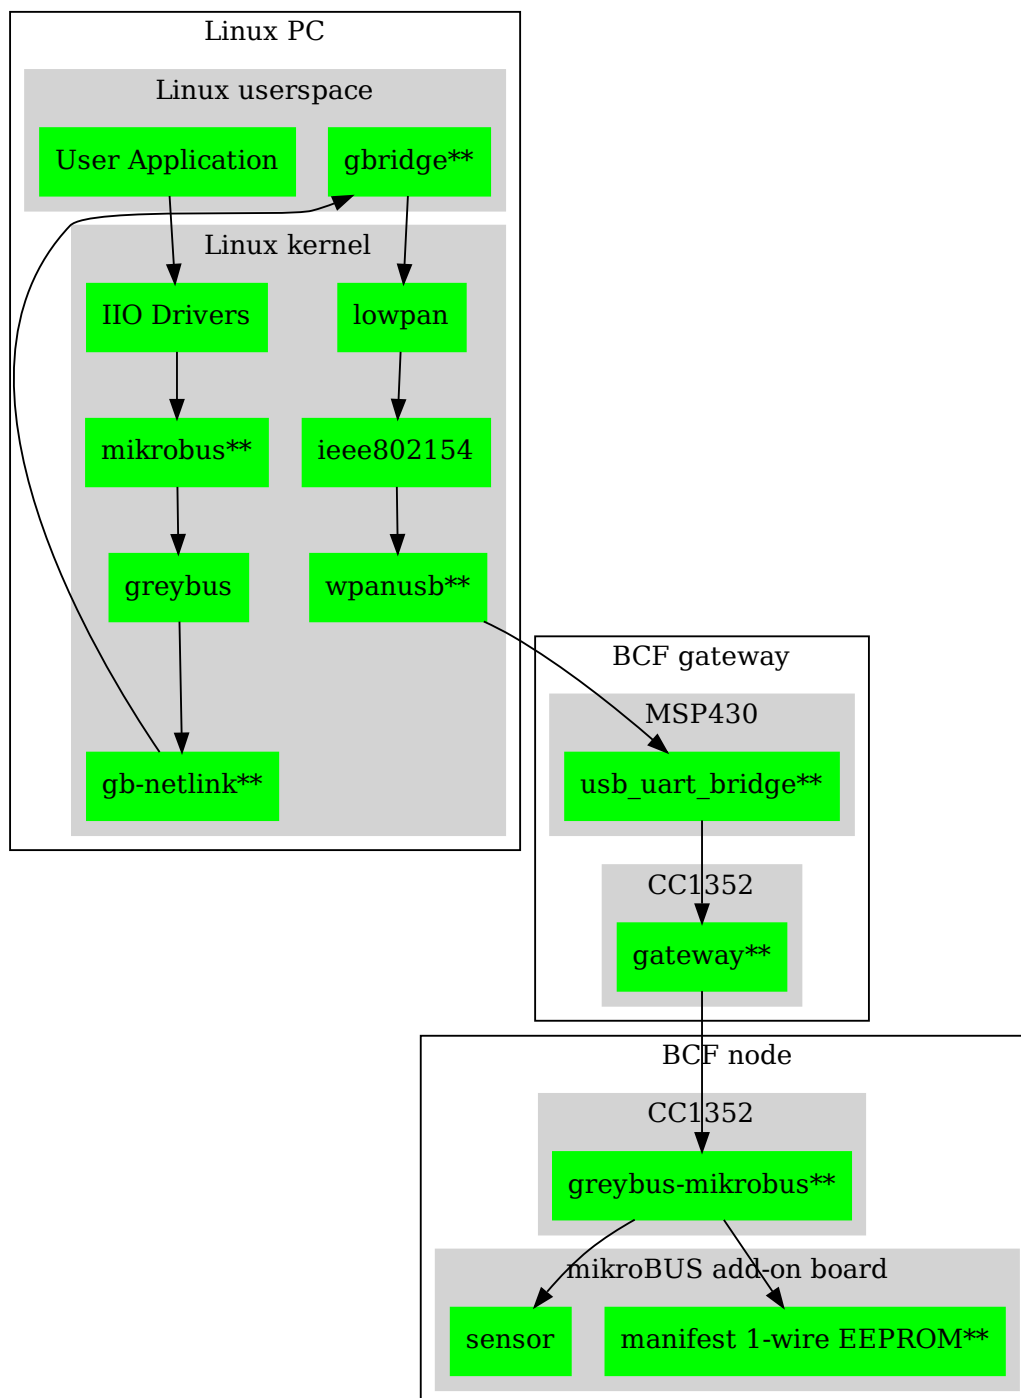 Linux PC
Linux userspace
User Application
gbridge**
Linux kernel
IIO Drivers
lowpan
mikrobus**
ieee802154
greybus
wpanusb**
gb-netlink**
BCF gateway
MSP430
usb_uart_bridge**
CC1352
gateway**
BCF node
CC1352
greybus-mikrobus**
mikroBUS add-on board
sensor
manifest 1-wire EEPROM**